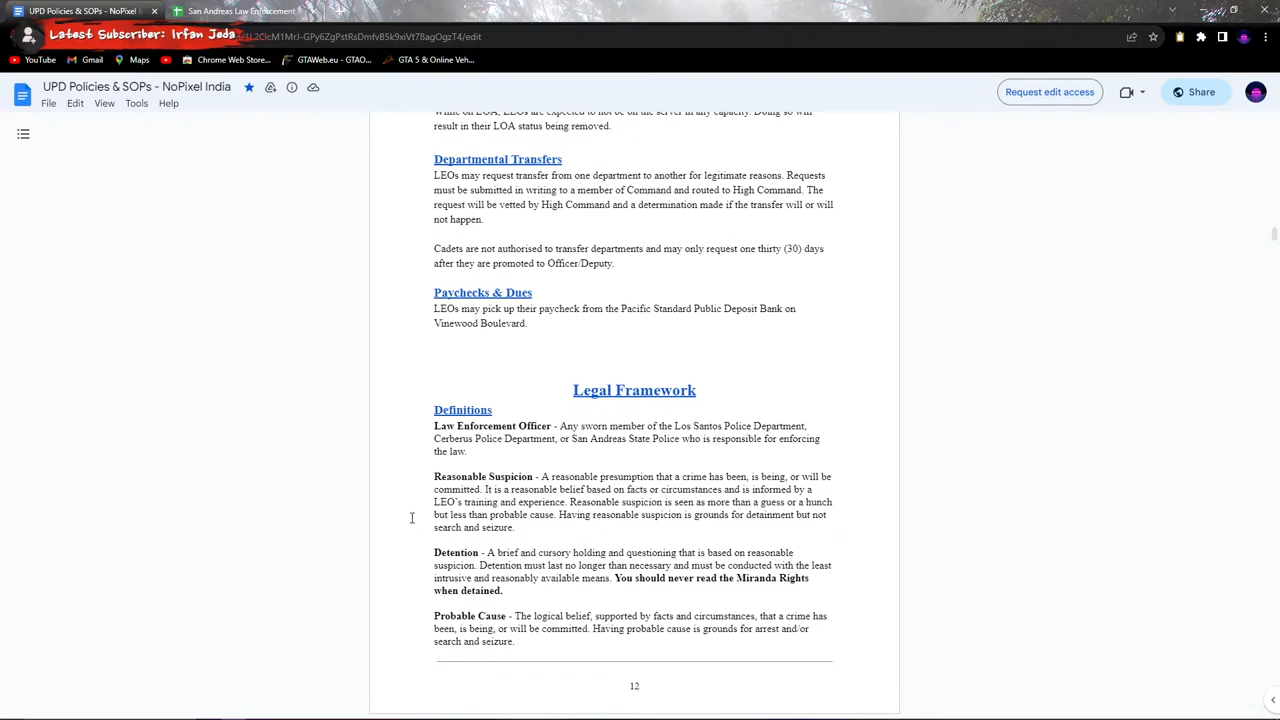 UPD Policies & SOPs - NoPixel India
San Andreas Law Enforcement
Latest Subscriber: Irfan Jeda
YouTube
Gmail
Maps
Chrome Web Store...
GTAWeb.eu - GTAO...
GTA 5 & Online Veh...
UPD Policies & SOPs - NoPixel India
File Edit View Tools Help
Request edit access
Share
result in their LOA status being removed.
Departmental Transfers
LEOs may request transfer from one department to another for legitimate reasons. Requests
must be submitted in writing to a member of Command and routed to High Command. The
request will be vetted by High Command and a determination made if the transfer will or will
not happen.
Cadets are not authorised to transfer departments and may only request one thirty (30) days
after they are promoted to Officer/Deputy.
Paychecks & Dues
LEOs may pick up their paycheck from the Pacific Standard Public Deposit Bank on
Vinewood Boulevard.
Legal Framework
Definitions
Law Enforcement Officer - Any sworn member of the Los Santos Police Department,
Cerberus Police Department, or San Andreas State Police who is responsible for enforcing
the law.
Reasonable Suspicion - A reasonable presumption that a crime has been, is being, or will be
committed. It is a reasonable belief based on facts or circumstances and is informed by a
LEO's training and experience. Reasonable suspicion is seen as more than a guess or a hunch
but less than probable cause. Having reasonable suspicion is grounds for detainment but not
search and seizure.
Detention - A brief and cursory holding and questioning that is based on reasonable
suspicion. Detention must last no longer than necessary and must be conducted with the least
intrusive and reasonably available means. You should never read the Miranda Rights
when detained.
Probable Cause - The logical belief, supported by facts and circumstances, that a crime has
been, is being, or will be committed. Having probable cause is grounds for arrest and/or
search and seizure.
12